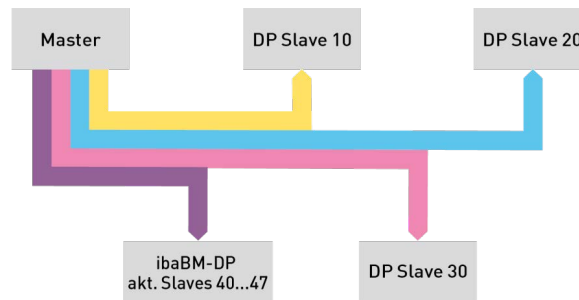 Master
DP Slave 10
DP Slave 20
ibaBM-DP
akt. Slaves 40...47
DP Slave 30